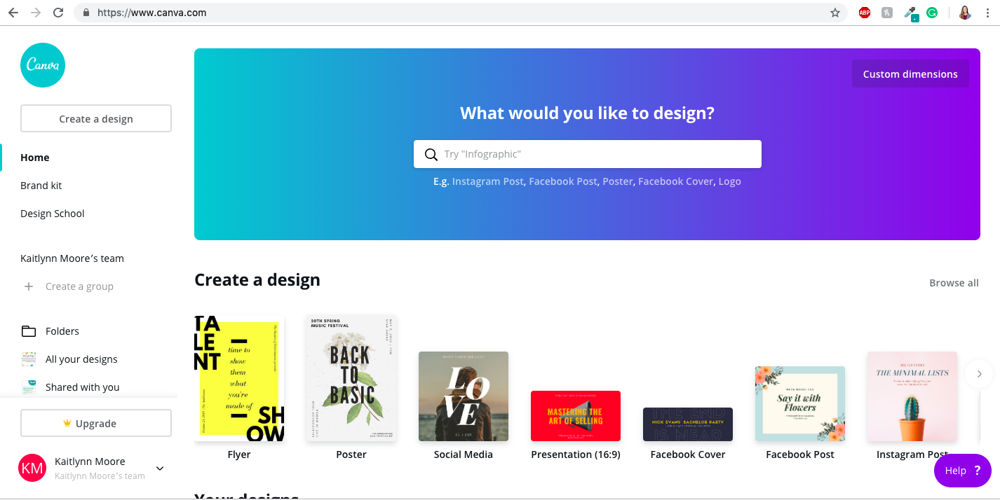 https://www.canva.com
ABP
Canva
Create a design
Home
Brand kit
Design School
Kaitlynn Moore's team
Create a group
Folders
All your designs
Shared with you
Upgrade
KM
Kaitlynn Moore
Kaitlynn Moore's team
Custom dimensions
What would you like to design?
Try "Infographic"
E.g. Instagram Post, Facebook Post, Poster, Facebook Cover, Logo
Create a design
Browse all
TA
LE
NT
time to
show
them
what
you're
made of
SH
OW
Flyer
20TH SPRING
MUSIC FESTIVAL
BACK
TO
BASIC
Poster
LO
VE
Social Media
MASTERING THE
ART OF SELLING
Presentation (16:9)
THE END
NICK EVANS' BACHELOR PARTY
IS NEAR
Facebook Cover
Say it with
Flowers
Facebook Post
THE MINIMAL LISTS
Instagram Post
Help ?
Your designs